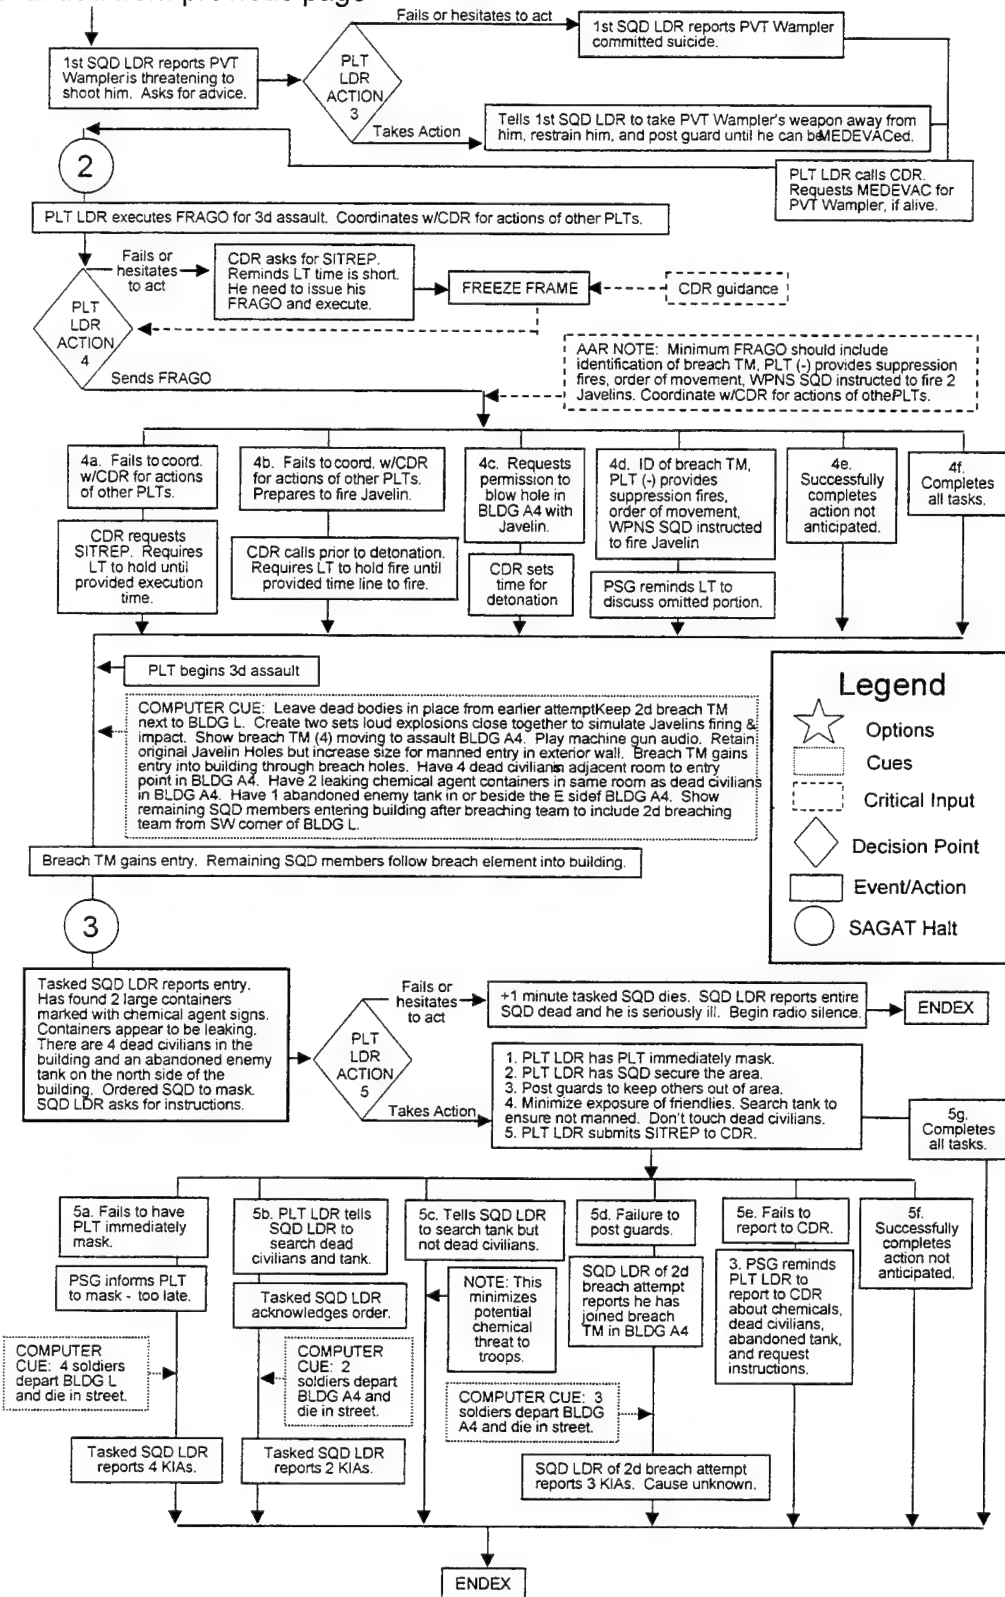 Fails or hesitates to act
1st SQD LDR reports PVT
Wampler is threatening to
shoot him. Asks for advice.
PLT
LDR
ACTION
3
1st SQD LDR reports PVT Wampler
committed suicide.
Takes Action
Tells 1st SQD LDR to take PVT Wampler's weapon away from
him, restrain him, and post guard until he can be MEDEVACed.
2
PLT LDR calls CDR.
Requests MEDEVAC for
PVT Wampler, if alive.
PLT LDR executes FRAGO for 3d assault. Coordinates w/CDR for actions of other PLTs.
Fails or
hesitates
to act
CDR asks for SITREP.
Reminds LT time is short.
He need to issue his
FRAGO and execute.
FREEZE FRAME
CDR guidance
PLT
LDR
ACTION
4
Sends FRAGO
AAR NOTE: Minimum FRAGO should include
identification of breach TM, PLT (-) provides suppression
fires, order of movement, WPNS SQD instructed to fire 2
Javelins. Coordinate w/CDR for actions of othePLTs.
4a. Fails to coord.
w/CDR for actions
of other PLTs.
CDR requests
SITREP. Requires
LT to hold until
provided execution
time.
4b. Fails to coord. w/CDR
for actions of other PLTs.
Prepares to fire Javelin.
CDR calls prior to detonation.
Requires LT to hold fire until
provided time line to fire.
4c. Requests
permission to
blow hole in
BLDG A4 with
Javelin.
CDR sets
time for
detonation
4d. ID of breach TM,
PLT (-) provides
suppression fires,
order of movement,
WPNS SQD instructed
to fire Javelin
PSG reminds LT to
discuss omitted portion.
4e.
Successfully
completes
action not
anticipated.
4f.
Completes
all tasks.
PLT begins 3d assault
COMPUTER CUE: Leave dead bodies in place from earlier attemptKeep 2d breach TM
next to BLDG L. Create two sets loud explosions close together to simulate Javelins firing &
impact. Show breach TM (4) moving to assault BLDG A4. Play machine gun audio. Retain
original Javelin Holes but increase size for manned entry in exterior wall. Breach TM gains
entry into building through breach holes. Have 4 dead civilians adjacent room to entry
point in BLDG A4. Have 2 leaking chemical agent containers in same room as dead civilians
in BLDG A4. Have 1 abandoned enemy tank in or beside the E sidef BLDG A4. Show
remaining SQD members entering building after breaching team to include 2d breaching
team from SW corner of BLDG L.
Legend
Options
Cues
Critical Input
Decision Point
Event/Action
SAGAT Halt
Breach TM gains entry. Remaining SQD members follow breach element into building.
3
Tasked SQD LDR reports entry.
Has found 2 large containers
marked with chemical agent signs.
Containers appear to be leaking.
There are 4 dead civilians in the
building and an abandoned enemy
tank on the north side of the
building. Ordered SQD to mask.
SQD LDR asks for instructions.
PLT
LDR
ACTION
5
Fails or
hesitates
to act
+1 minute tasked SQD dies. SQD LDR reports entire
SQD dead and he is seriously ill. Begin radio silence.
ENDEX
Takes Action
1. PLT LDR has PLT immediately mask.
2. PLT LDR has SQD secure the area.
3. Post guards to keep others out of area.
4. Minimize exposure of friendlies. Search tank to
ensure not manned. Don't touch dead civilians.
5. PLT LDR submits SITREP to CDR.
5g.
Completes
all tasks.
5a. Fails to have
PLT immediately
mask.
PSG informs PLT
to mask - too late.
COMPUTER
CUE: 4 soldiers
depart BLDG L
and die in street.
Tasked SQD LDR
reports 4 KIAs.
5b. PLT LDR tells
SQD LDR to
search dead
civilians and tank.
Tasked SQD LDR
acknowledges order.
COMPUTER
CUE: 2
soldiers depart
BLDG A4 and
die in street.
Tasked SQD LDR
reports 2 KIAs.
5c. Tells SQD LDR
to search tank but
not dead civilians.
NOTE: This
minimizes
potential
chemical
threat to
troops.
5d. Failure to
post guards.
SQD LDR of 2d
breach attempt
reports he has
joined breach
TM in BLDG A4
COMPUTER CUE: 3
soldiers depart BLDG
A4 and die in street.
SQD LDR of 2d breach attempt
reports 3 KIAs. Cause unknown.
5e. Fails to
report to CDR.
3. PSG reminds
PLT LDR to
report to CDR
about chemicals,
dead civilians,
abandoned tank,
and request
instructions.
5f.
Successfully
completes
action not
anticipated.
ENDEX